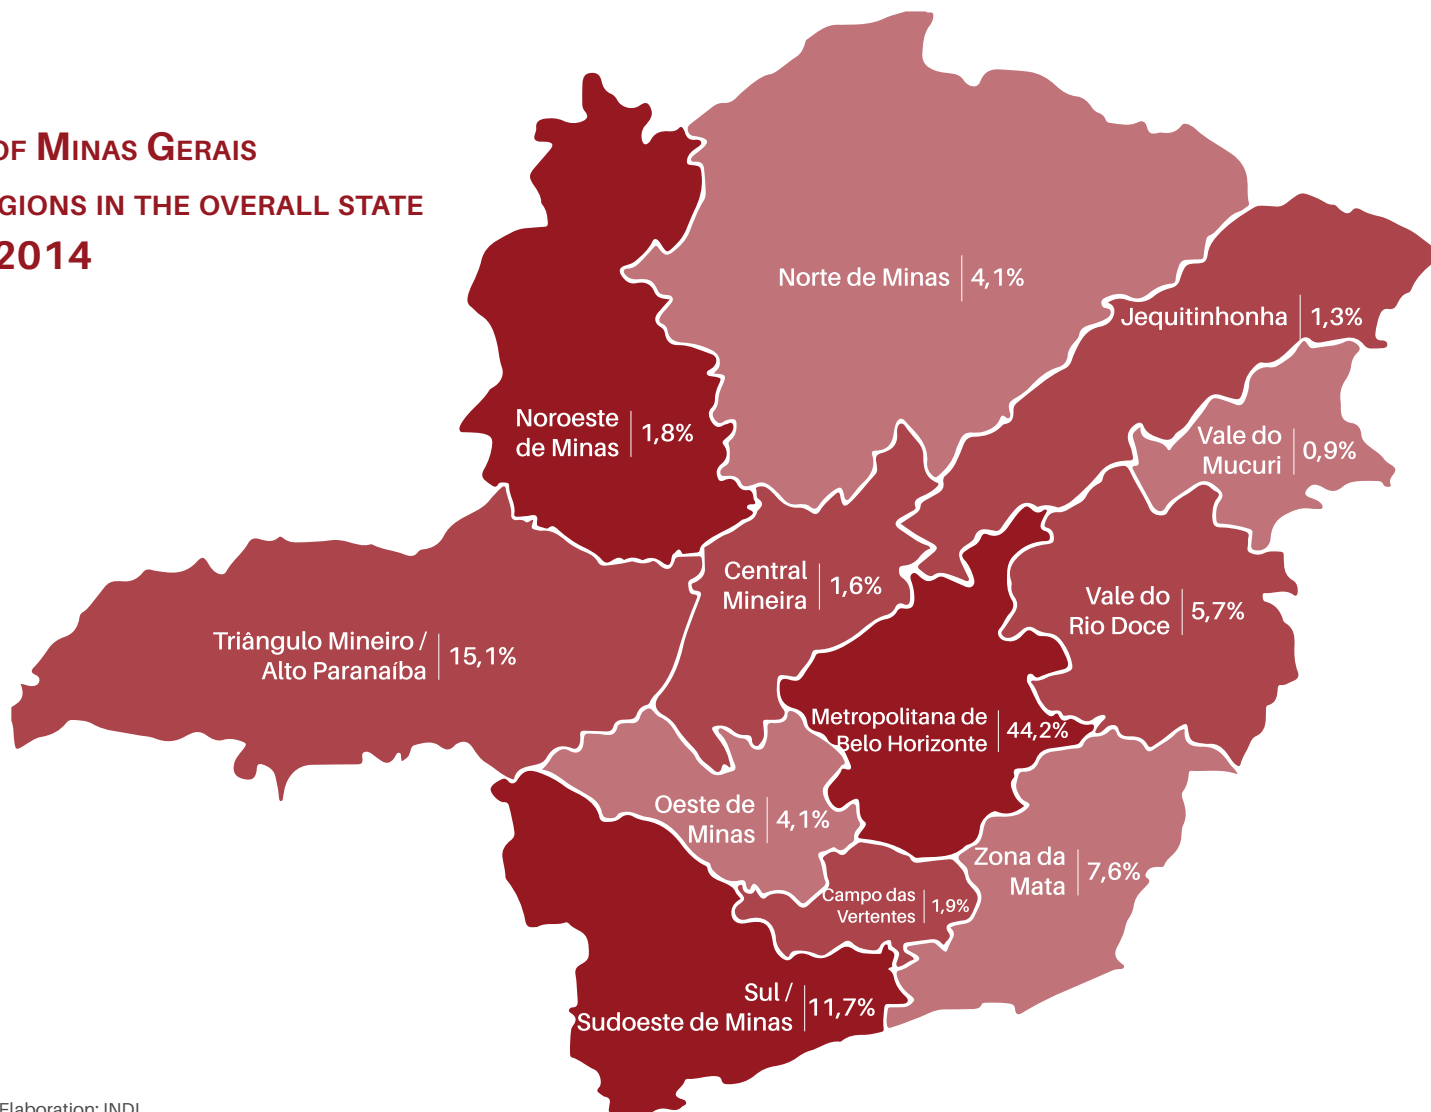 OF MINAS GERAIS
GIONS IN THE OVERALL STATE
2014
Norte de Minas 4,1%
Jequitinhonha 1,3%
Noroeste
de Minas 1,8%
Vale do
Mucuri 0,9%
Central
Mineira 1,6%
Vale do
Rio Doce 5,7%
Triângulo Mineiro /
Alto Paranaíba 15,1%
Metropolitana de
Belo Horizonte 44,2%
Oeste de
Minas 4,1%
Zona da
Mata 7,6%
Campo das
Vertentes 1,9%
Sul /
Sudoeste de Minas 11,7%
Elaboration: INDI